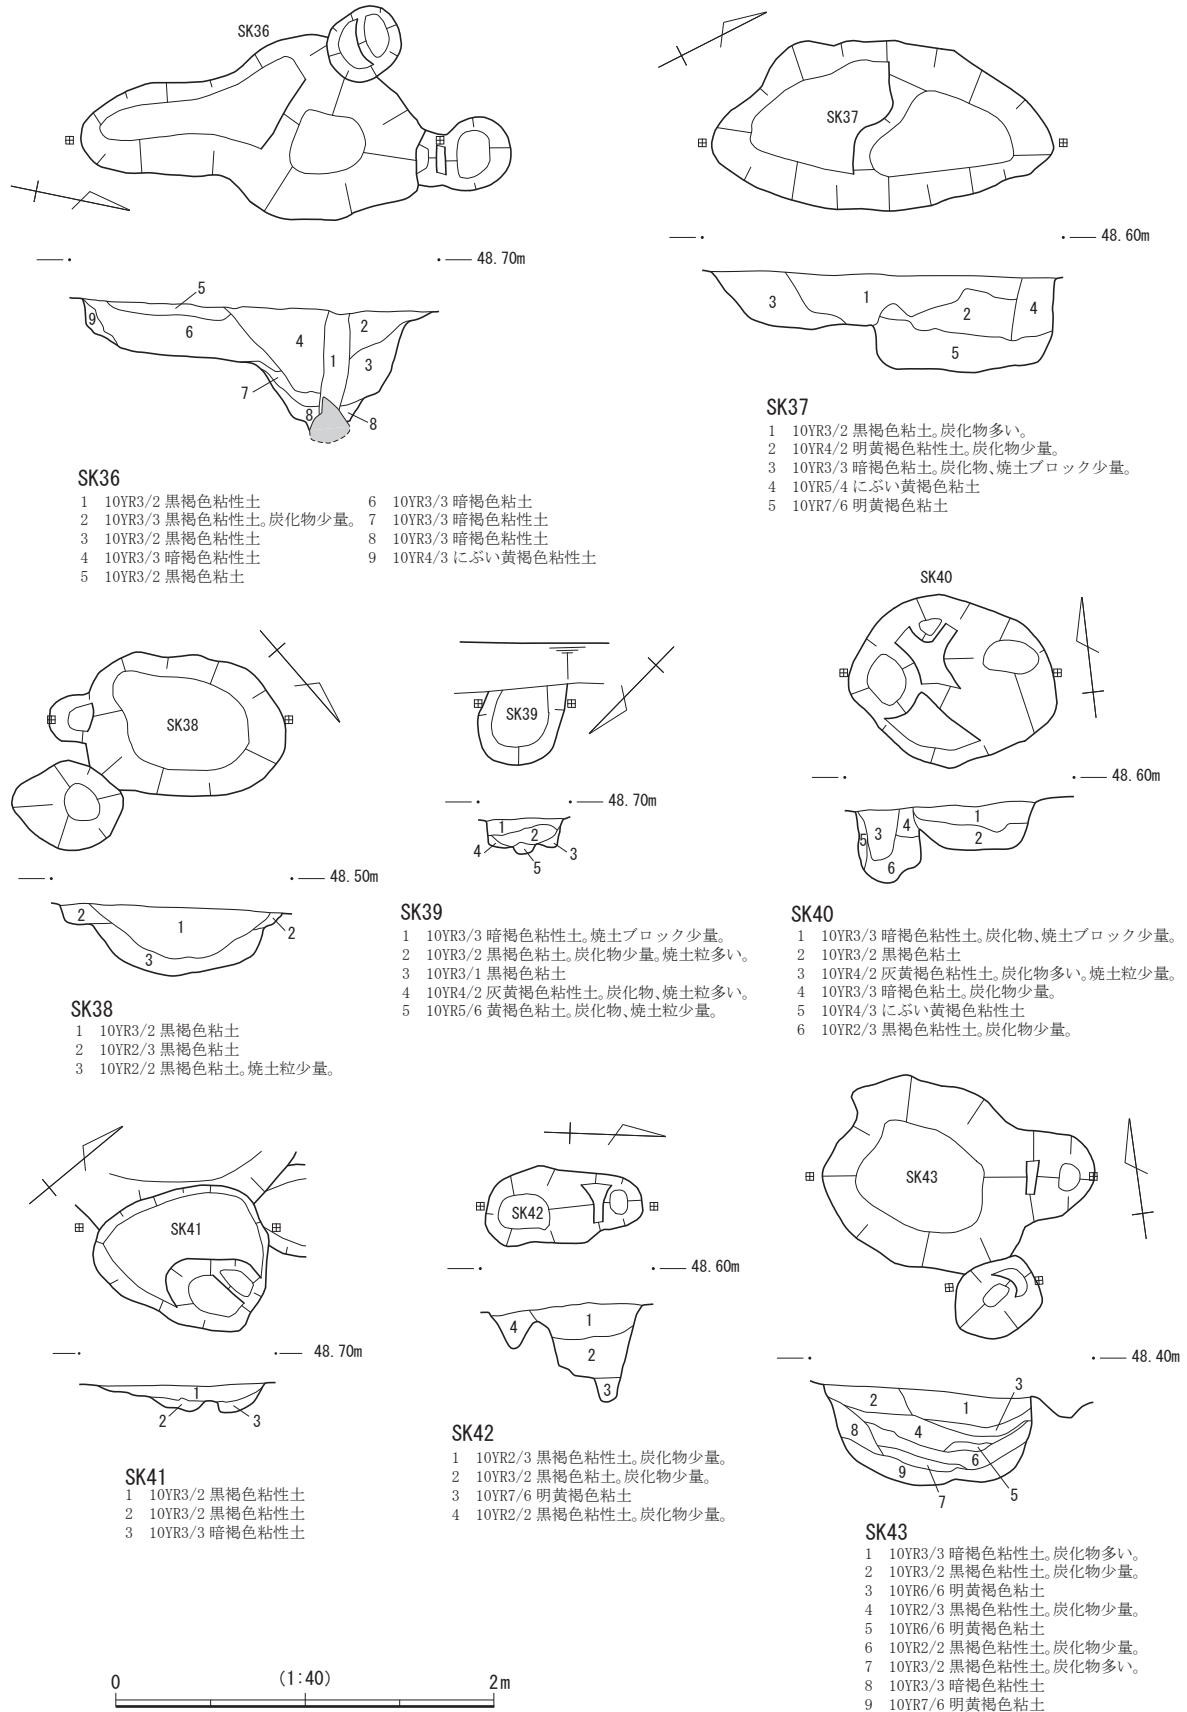 SK36
48.70m
5
9
6
4
2
1
3
7
8
8
SK36
1 10YR3/2 黒褐色粘性土
2 10YR3/3 黒褐色粘性土。炭化物少量。
3 10YR3/2 黒褐色粘性土
4 10YR3/3 暗褐色粘性土
5 10YR3/2 黒褐色粘土
6 10YR3/3 暗褐色粘土
7 10YR3/3 暗褐色粘性土
8 10YR3/3 暗褐色粘性土
9 10YR4/3 にぶい黄褐色粘性土
SK37
48.60m
3
1
2
4
5
SK37
1 10YR3/2 黒褐色粘土。炭化物多い。
2 10YR4/2 明黄褐色粘性土。炭化物少量。
3 10YR3/3 暗褐色粘土。炭化物、焼土ブロック少量。
4 10YR5/4 にぶい黄褐色粘土
5 10YR7/6 明黄褐色粘土
SK38
48.50m
2
1
2
3
SK38
1 10YR3/2 黒褐色粘土
2 10YR2/3 黒褐色粘土
3 10YR2/2 黒褐色粘土。焼土粒少量。
SK39
48.70m
1
2
4
3
5
SK39
1 10YR3/3 暗褐色粘性土。焼土ブロック少量。
2 10YR3/2 黒褐色粘土。炭化物少量。焼土粒多い。
3 10YR3/1 黒褐色粘土
4 10YR4/2 灰黄褐色粘性土。炭化物、焼土粒多い。
5 10YR5/6 黄褐色粘土。炭化物、焼土粒少量。
SK40
48.60m
5
3
4
1
2
6
SK40
1 10YR3/3 暗褐色粘性土。炭化物、焼土ブロック少量。
2 10YR3/2 黒褐色粘土
3 10YR4/2 灰黄褐色粘性土。炭化物多い。焼土粒少量。
4 10YR3/3 暗褐色粘土。炭化物少量。
5 10YR4/3 にぶい黄褐色粘性土
6 10YR2/3 黒褐色粘性土。炭化物少量。
SK41
48.70m
1
2
3
SK41
1 10YR3/2 黒褐色粘性土
2 10YR3/2 黒褐色粘土
3 10YR3/3 暗褐色粘性土
SK42
48.60m
4
1
2
3
SK42
1 10YR2/3 黒褐色粘性土。炭化物少量。
2 10YR3/2 黒褐色粘土。炭化物少量。
3 10YR7/6 明黄褐色粘土
4 10YR2/2 黒褐色粘性土。炭化物少量。
SK43
48.40m
3
2
1
8
4
6
9
5
7
SK43
1 10YR3/3 暗褐色粘性土。炭化物多い。
2 10YR3/2 黒褐色粘性土。炭化物少量。
3 10YR6/6 明黄褐色粘土
4 10YR2/3 黒褐色粘性土。炭化物少量。
5 10YR6/6 明黄褐色粘土
6 10YR2/2 黒褐色粘性土。炭化物少量。
7 10YR3/2 黒褐色粘性土。炭化物多い。
8 10YR3/3 暗褐色粘性土
9 10YR7/6 明黄褐色粘土
0 (1:40) 2m